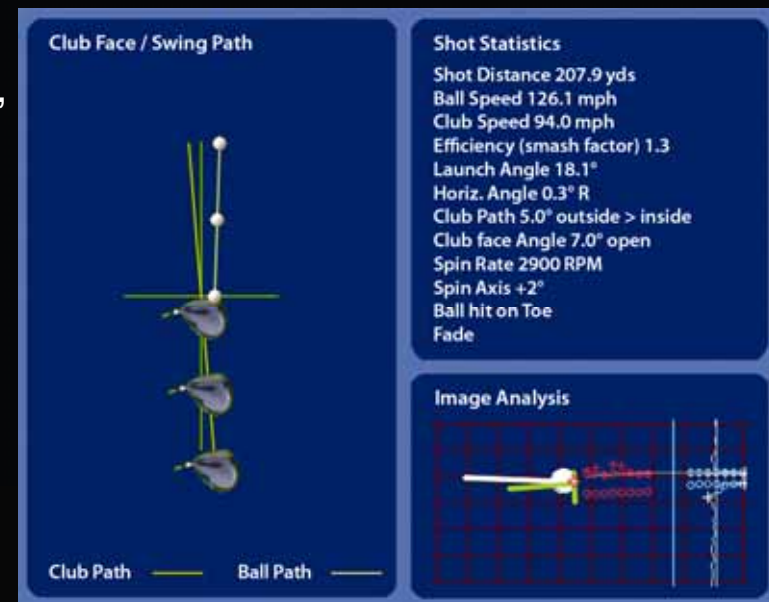 Club Face / Swing Path
Club Path
Ball Path
Shot Statistics
Shot Distance 207.9 yds
Ball Speed 126.1 mph
Club Speed 94.0 mph
Efficiency (smash factor) 1.3
Launch Angle 18.1°
Horiz. Angle 0.3° R
Club Path 5.0° outside > inside
Club face Angle 7.0° open
Spin Rate 2900 RPM
Spin Axis +2°
Ball hit on Toe
Fade
Image Analysis